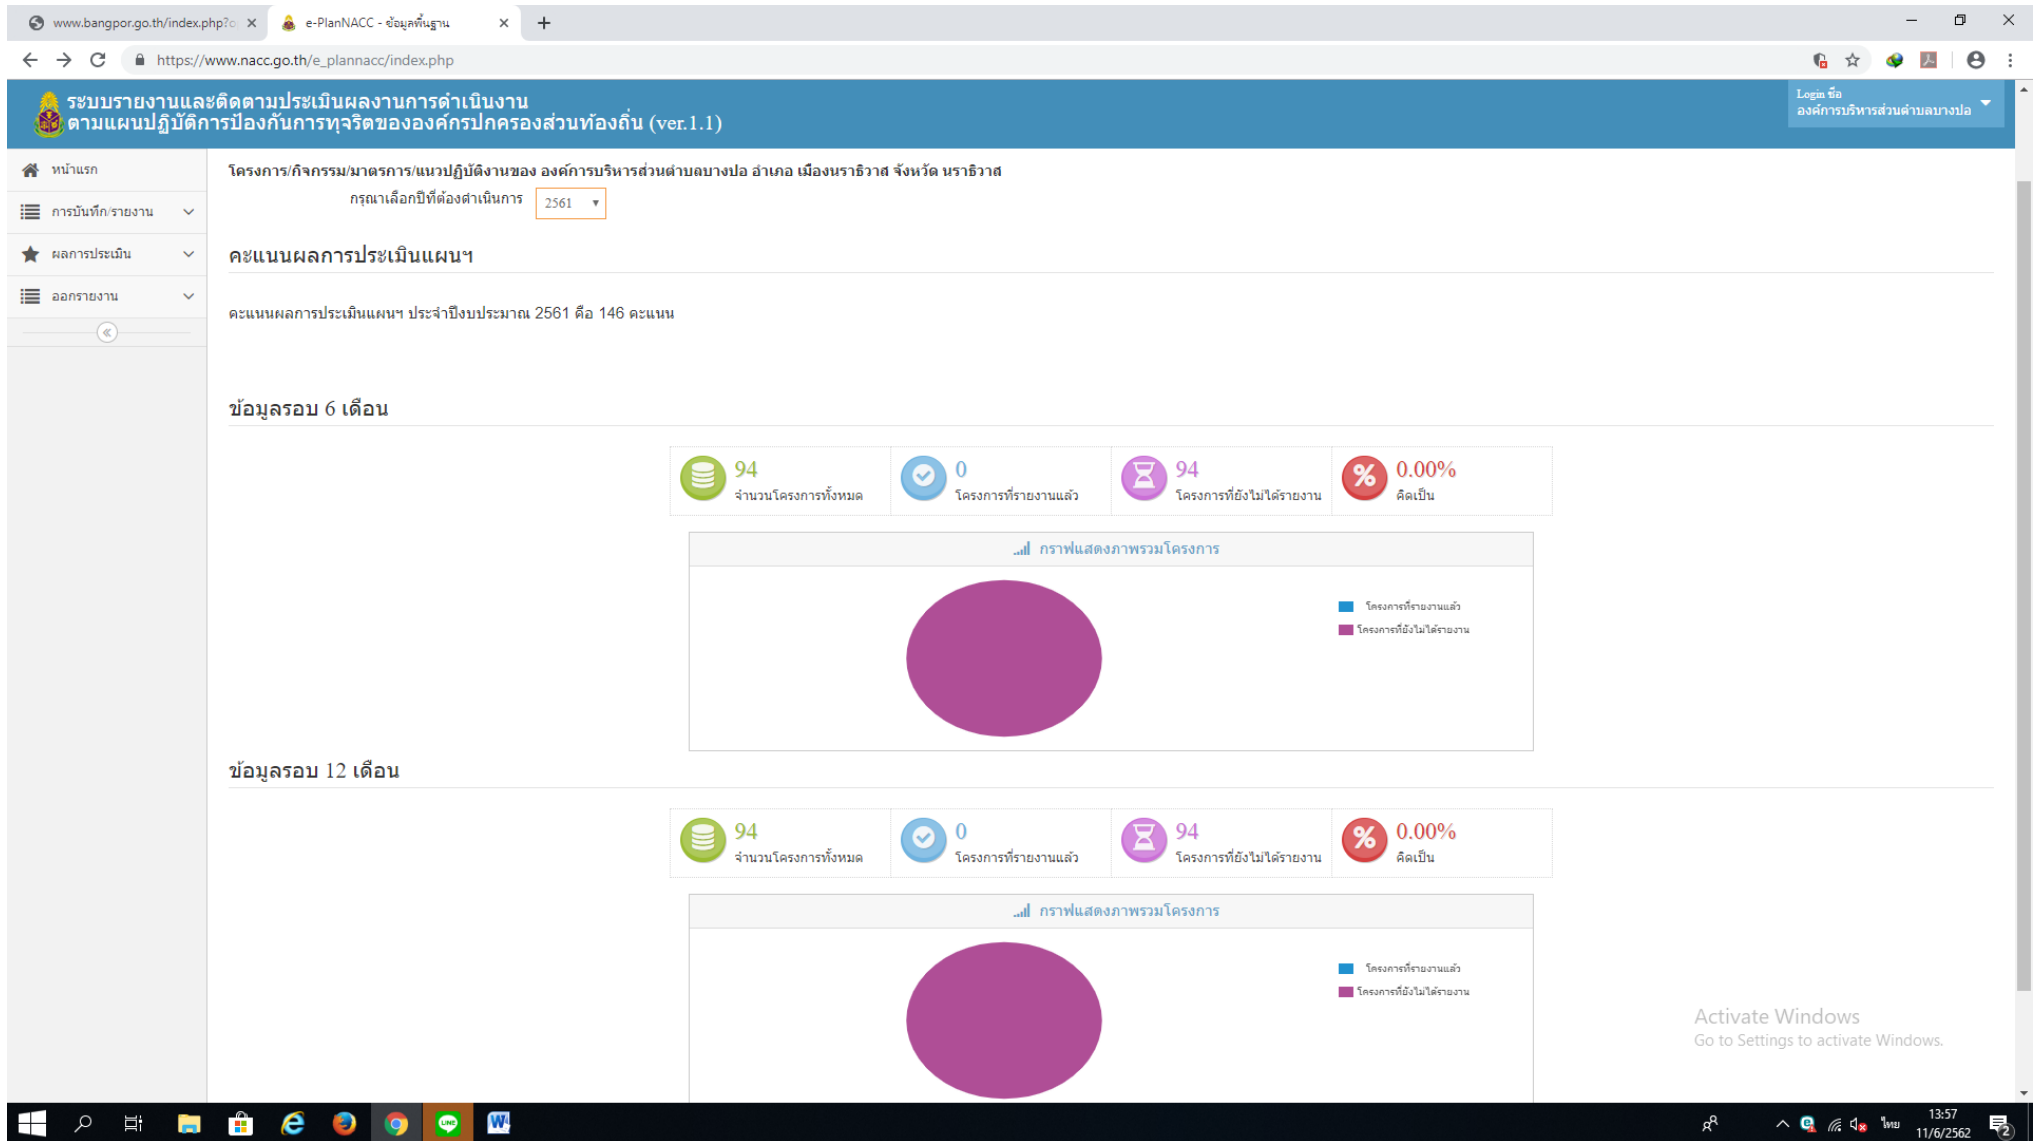 www.bangpor.go.th/index.php?o
e-PlanNACC - ข้อมูลพื้นฐาน
https://www.nacc.go.th/e_plannacc/index.php
ระบบรายงานและติดตามประเมินผลงานการดำเนินงาน
ตามแผนปฏิบัติการป้องกันการทุจริตขององค์กรปกครองส่วนท้องถิ่น (ver.1.1)
Login ชื่อ
องค์การบริหารส่วนตำบลบางปอ
หน้าแรก
การบันทึก/รายงาน
ผลการประเมิน
ออกรายงาน
โครงการ/กิจกรรม/มาตรการ/แนวปฏิบัติงานของ องค์การบริหารส่วนตำบลบางปอ อำเภอ เมืองนราธิวาส จังหวัด นราธิวาส
กรุณาเลือกปีที่ต้องดำเนินการ 2561
คะแนนผลการประเมินแผนฯ
คะแนนผลการประเมินแผนฯ ประจำปีงบประมาณ 2561 คือ 146 คะแนน
ข้อมูลรอบ 6 เดือน
94 จำนวนโครงการทั้งหมด
0 โครงการที่รายงานแล้ว
94 โครงการที่ยังไม่ได้รายงาน
0.00% คิดเป็น
กราฟแสดงภาพรวมโครงการ
โครงการที่รายงานแล้ว
โครงการที่ยังไม่ได้รายงาน
ข้อมูลรอบ 12 เดือน
94 จำนวนโครงการทั้งหมด
0 โครงการที่รายงานแล้ว
94 โครงการที่ยังไม่ได้รายงาน
0.00% คิดเป็น
กราฟแสดงภาพรวมโครงการ
โครงการที่รายงานแล้ว
โครงการที่ยังไม่ได้รายงาน
Activate Windows
Go to Settings to activate Windows.
ไทย
13:57
11/6/2562
2